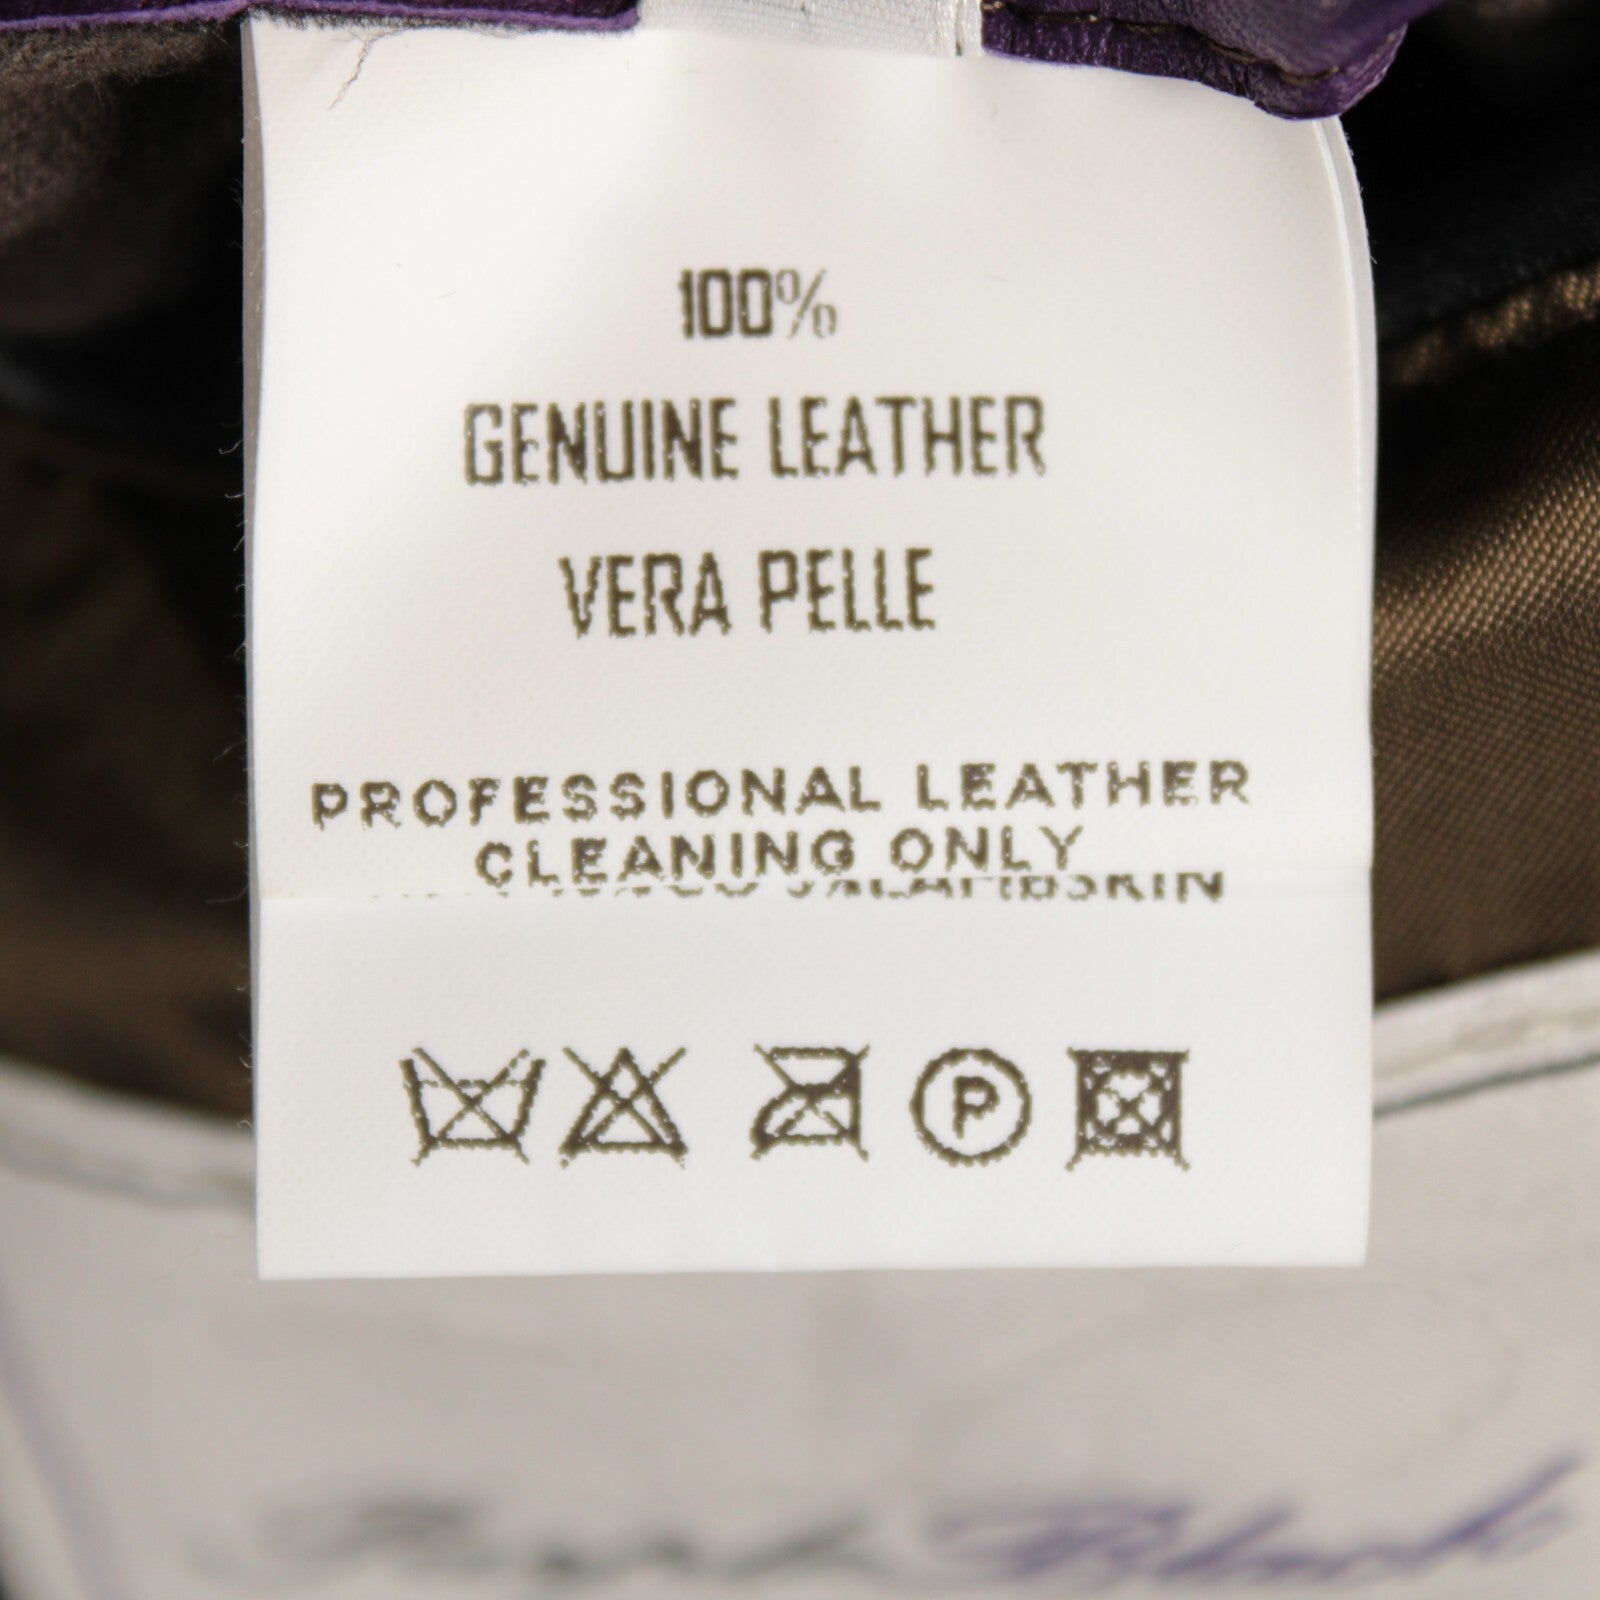 100%
GENUINE LEATHER
VERA PELLE
PROFESSIONAL LEATHER
CLEANING ONLY
P